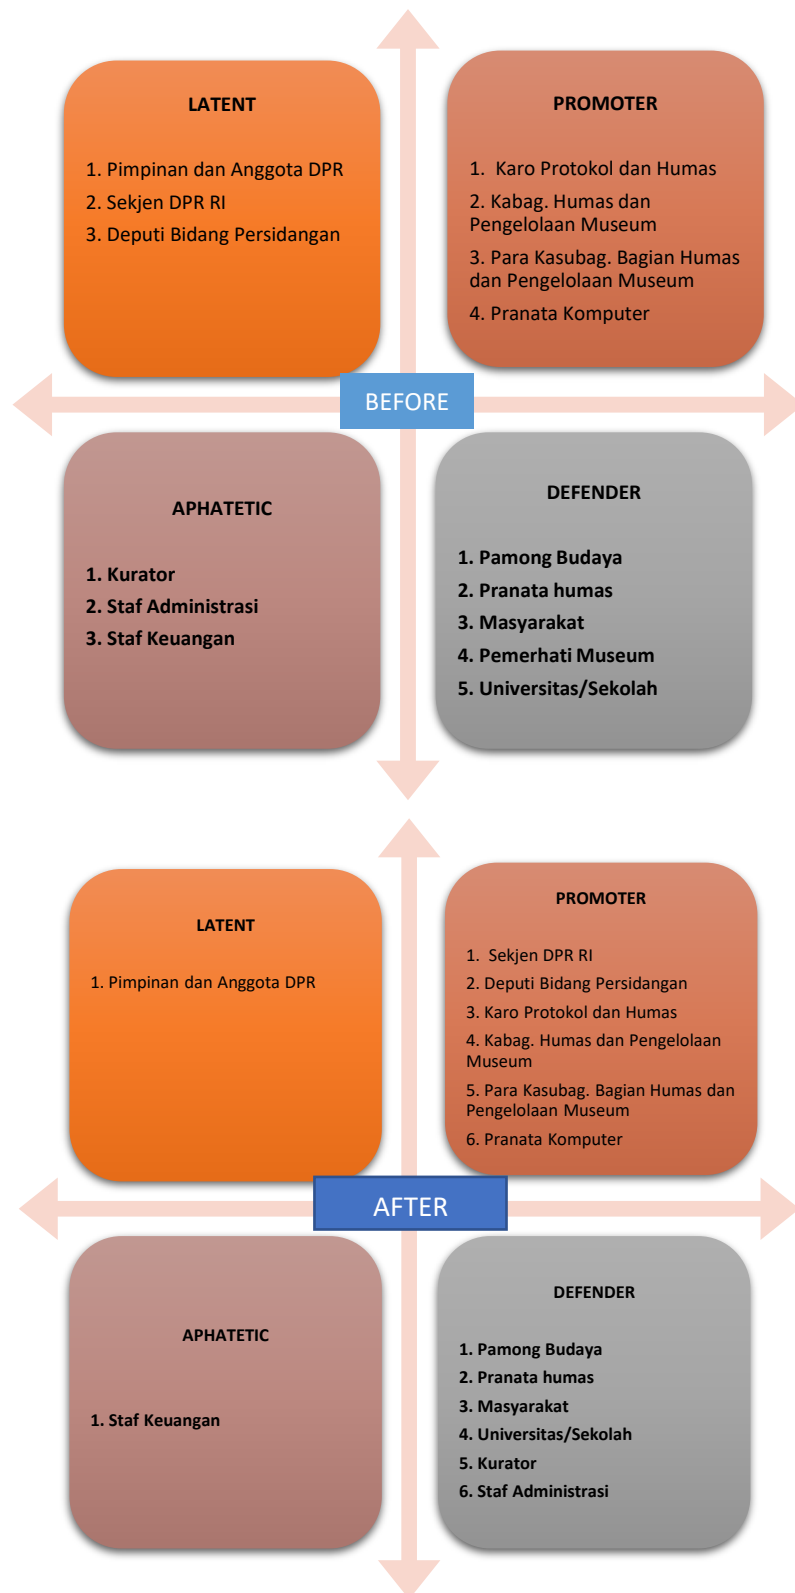 LATENT
1. Pimpinan dan Anggota DPR
2. Sekjen DPR RI
3. Deputi Bidang Persidangan
PROMOTER
1. Karo Protokol dan Humas
2. Kabag. Humas dan
Pengelolaan Museum
3. Para Kasubag. Bagian Humas
dan Pengelolaan Museum
4. Pranata Komputer
BEFORE
APHATETIC
1. Kurator
2. Staf Administrasi
3. Staf Keuangan
DEFENDER
1. Pamong Budaya
2. Pranata humas
3. Masyarakat
4. Pemerhati Museum
5. Universitas/Sekolah
LATENT
1. Pimpinan dan Anggota DPR
PROMOTER
1. Sekjen DPR RI
2. Deputi Bidang Persidangan
3. Karo Protokol dan Humas
4. Kabag. Humas dan Pengelolaan
Museum
5. Para Kasubag. Bagian Humas dan
Pengelolaan Museum
6. Pranata Komputer
AFTER
APHATETIC
1. Staf Keuangan
DEFENDER
1. Pamong Budaya
2. Pranata humas
3. Masyarakat
4. Universitas/Sekolah
5. Kurator
6. Staf Administrasi